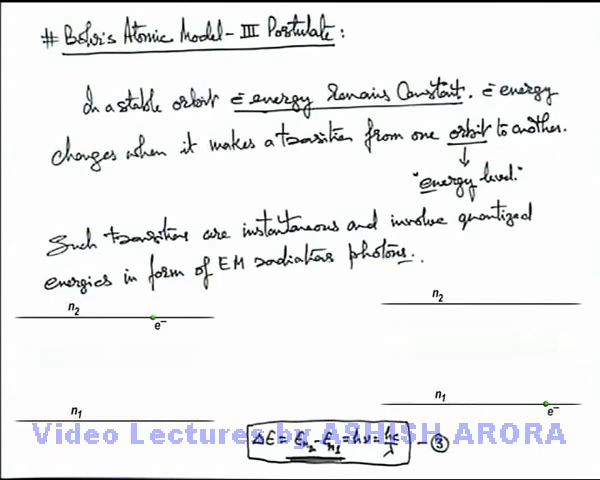 # Bohr's Atomic Model - III Postulate :
In a stable orbit ē energy remains Constant. ē energy
changes when it makes a transition from one orbit to another.
"energy level."
Such transitions are instantaneous and involve quantized
energies in form of EM radiations photons..
n₂
n₂
e⁻
n₁
n₁
e⁻
ΔE = Eₙ₂ - Eₙ₁ = hν = hc/λ - ③
Video Lectures by ASHISH ARORA